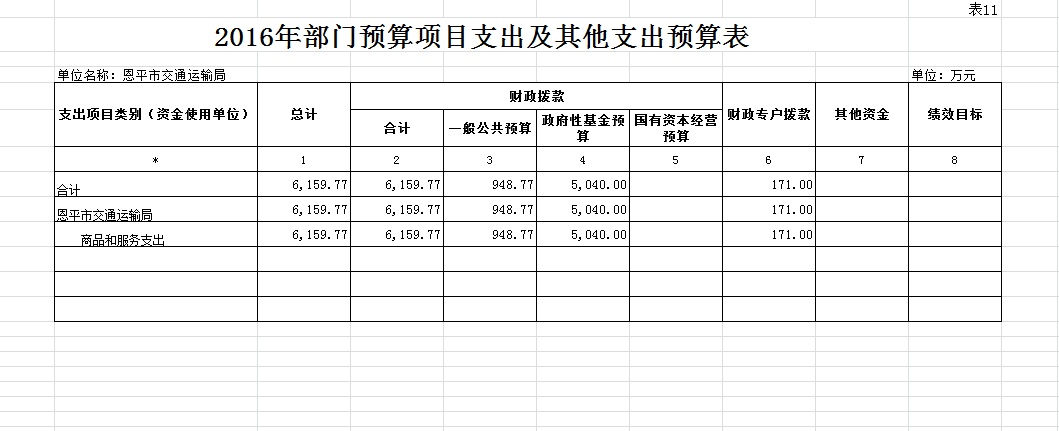 表11
2016年部门预算项目支出及其他支出预算表
单位名称：恩平市交通运输局 单位：万元
支出项目类别（资金使用单位） 总计 财政拨款 财政专户拨款 其他资金 绩效目标
合计 一般公共预算 政府性基金预算 国有资本经营预算
* 1 2 3 4 5 6 7 8
合计 6,159.77 6,159.77 948.77 5,040.00 171.00
恩平市交通运输局 6,159.77 6,159.77 948.77 5,040.00 171.00
商品和服务支出 6,159.77 6,159.77 948.77 5,040.00 171.00